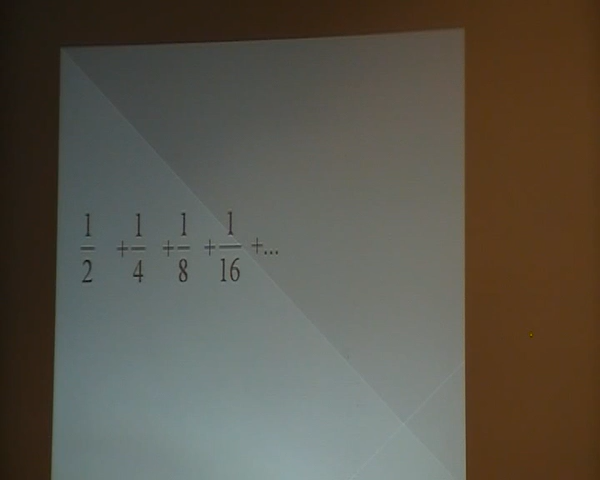 1/2 + 1/4 + 1/8 + 1/16 +...